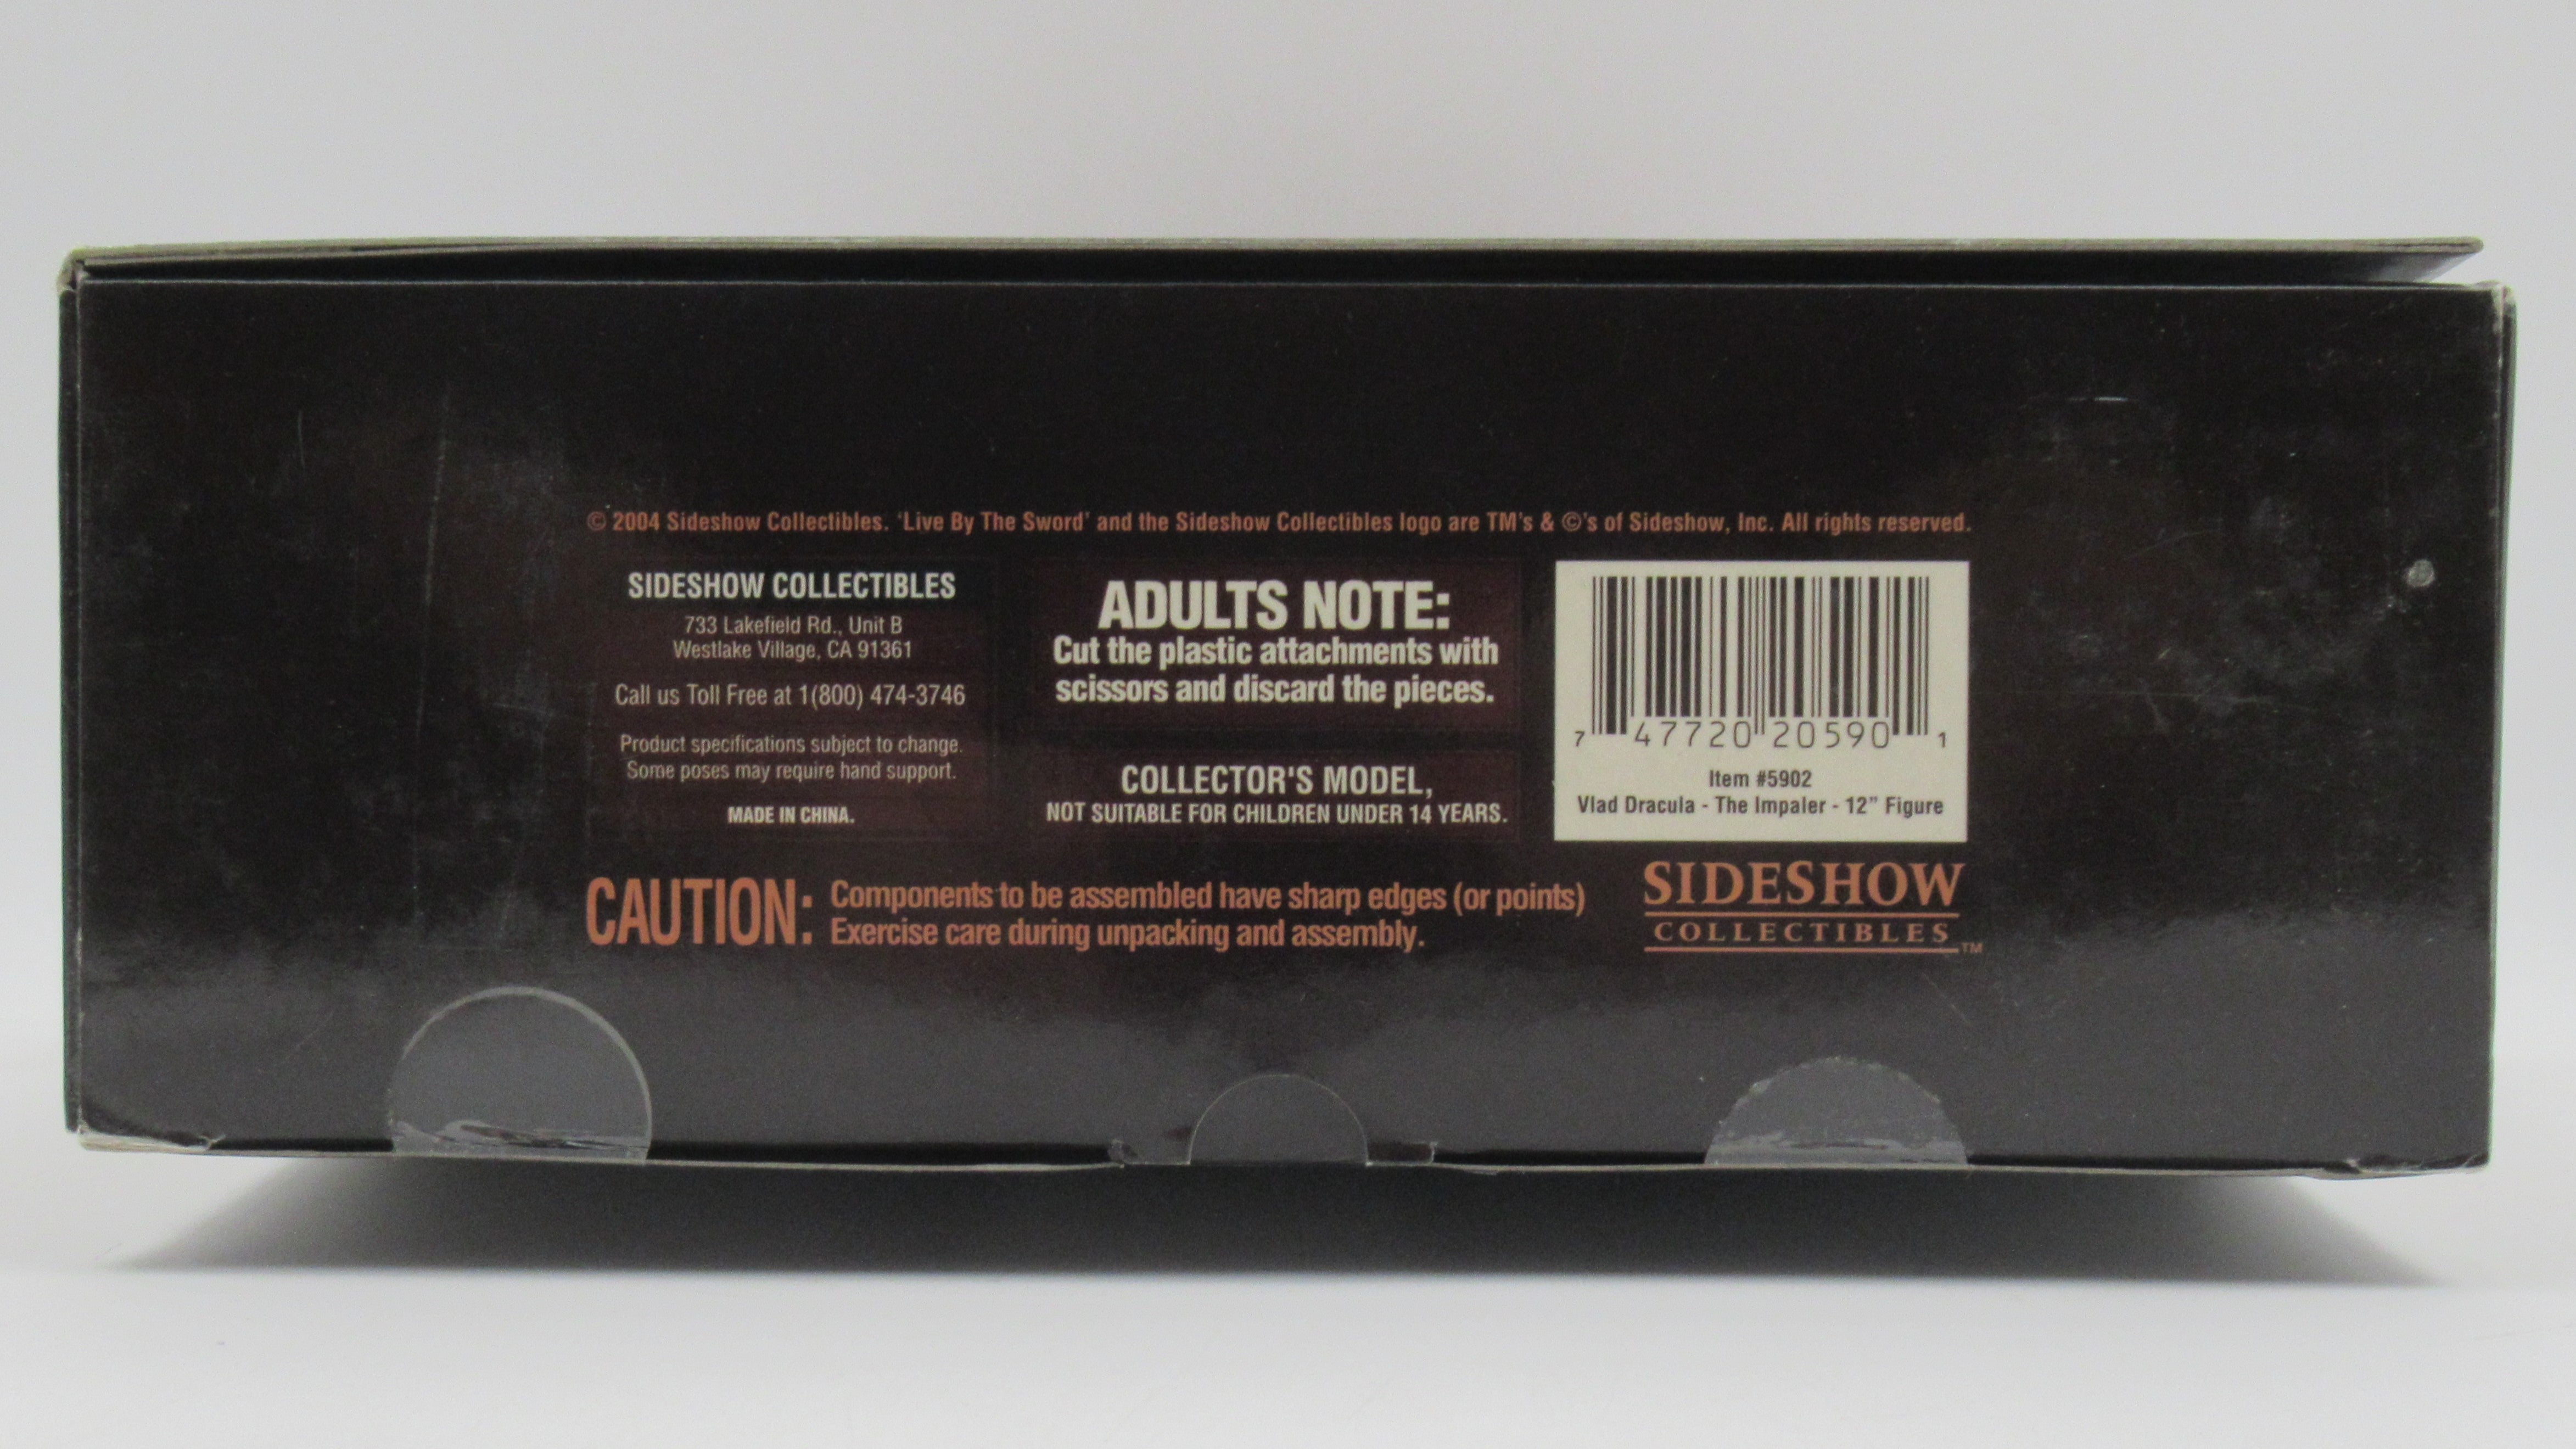 © 2004 Sideshow Collectibles. 'Live By The Sword' and the Sideshow Collectibles logo are TM's & ©'s of Sideshow, Inc. All rights reserved.
SIDESHOW COLLECTIBLES
733 Lakefield Rd., Unit B
Westlake Village, CA 91361
Call us Toll Free at 1(800) 474-3746
Product specifications subject to change.
Some poses may require hand support.
MADE IN CHINA.
ADULTS NOTE:
Cut the plastic attachments with
scissors and discard the pieces.
COLLECTOR'S MODEL,
NOT SUITABLE FOR CHILDREN UNDER 14 YEARS.
7 47720 20590 1
Item #5902
Vlad Dracula - The Impaler - 12” Figure
CAUTION: Components to be assembled have sharp edges (or points)
Exercise care during unpacking and assembly.
SIDESHOW
COLLECTIBLES™